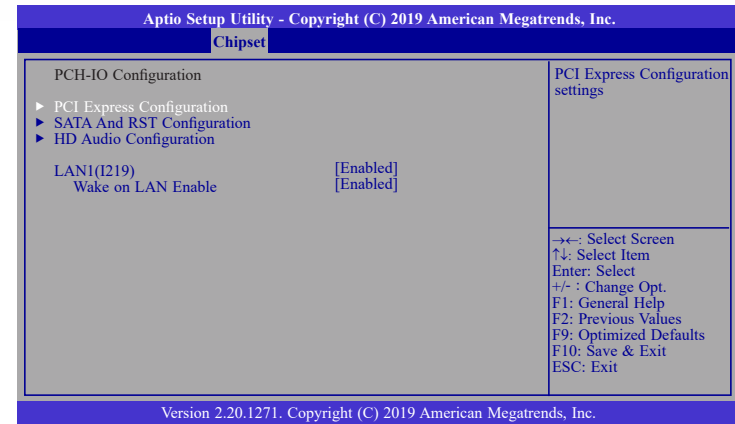 Aptio Setup Utility - Copyright (C) 2019 American Megatrends, Inc.
Chipset
PCH-IO Configuration
► PCI Express Configuration
► SATA And RST Configuration
► HD Audio Configuration
LAN1(I219) [Enabled]
Wake on LAN Enable [Enabled]
PCI Express Configuration
settings
→←: Select Screen
↑↓: Select Item
Enter: Select
+/- : Change Opt.
F1: General Help
F2: Previous Values
F9: Optimized Defaults
F10: Save & Exit
ESC: Exit
Version 2.20.1271. Copyright (C) 2019 American Megatrends, Inc.